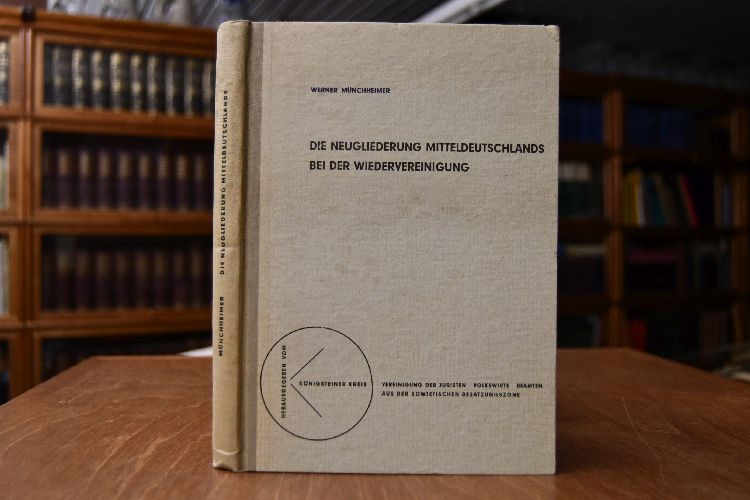 WERNER MÜNCHHEIMER
DIE NEUGLIEDERUNG MITTELDEUTSCHLANDS
BEI DER WIEDERVEREINIGUNG
HERAUSGEGEBEN VOM
KÖNIGSTEINER KREIS
VEREINIGUNG DER JURISTEN · VOLKSWIRTE · BEAMTEN
AUS DER SOWJETISCHEN BESATZUNGSZONE
MÜNCHHEIMER DIE NEUGLIEDERUNG MITTELDEUTSCHLANDS